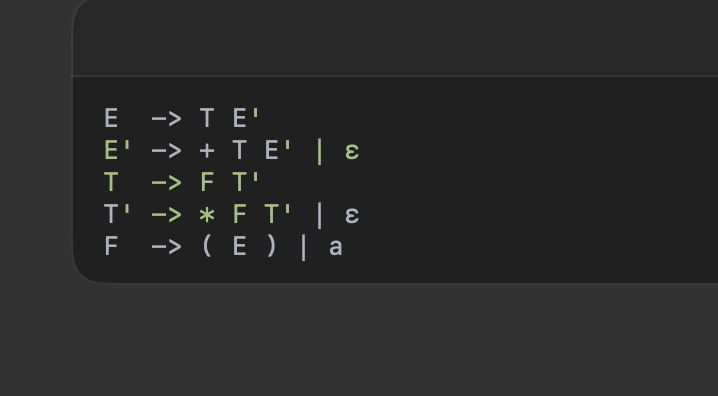 E  -> T E'
E' -> + T E' | ε
T  -> F T'
T' -> * F T' | ε
F  -> ( E ) | a